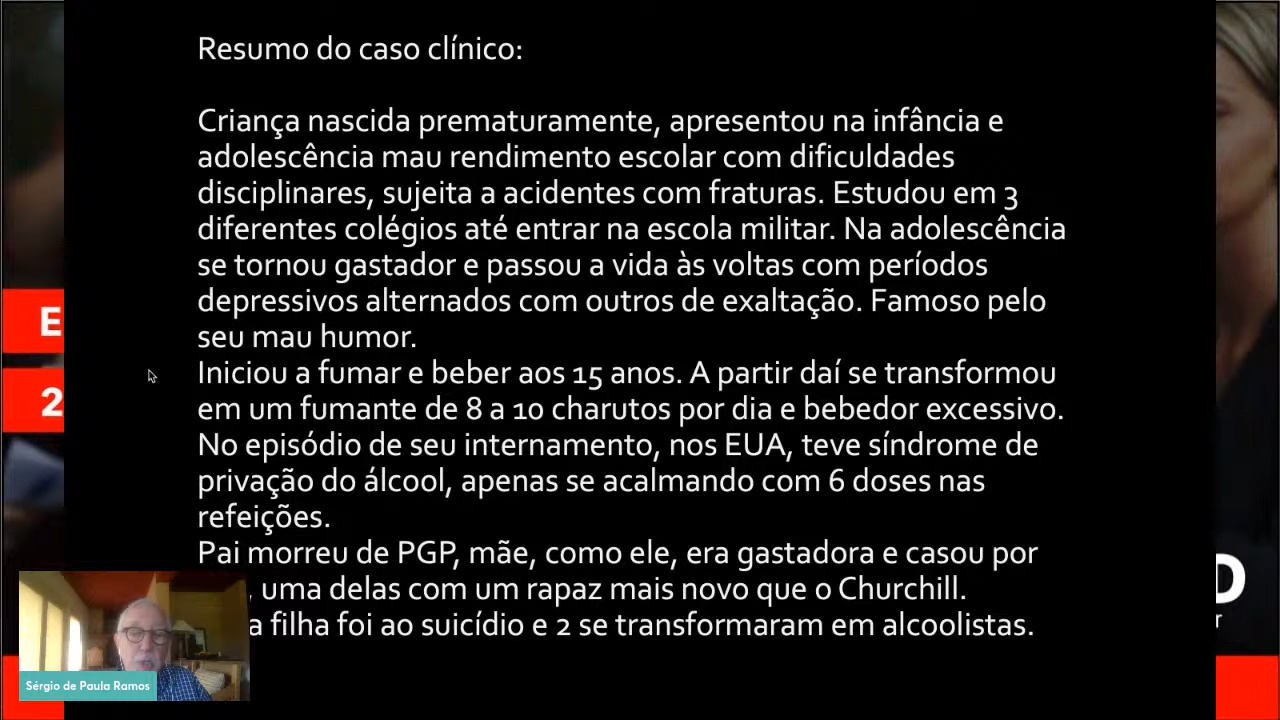 Resumo do caso clínico:
Criança nascida prematuramente, apresentou na infância e
adolescência mau rendimento escolar com dificuldades
disciplinares, sujeita a acidentes com fraturas. Estudou em 3
diferentes colégios até entrar na escola militar. Na adolescência
se tornou gastador e passou a vida às voltas com períodos
depressivos alternados com outros de exaltação. Famoso pelo
seu mau humor.
Iniciou a fumar e beber aos 15 anos. A partir daí se transformou
em um fumante de 8 a 10 charutos por dia e bebedor excessivo.
No episódio de seu internamento, nos EUA, teve síndrome de
privação do álcool, apenas se acalmando com 6 doses nas
refeições.
Pai morreu de PGP, mãe, como ele, era gastadora e casou por
, uma delas com um rapaz mais novo que o Churchill.
a filha foi ao suicídio e 2 se transformaram em alcoolistas.
Sérgio de Paula Ramos
E
2
D
r